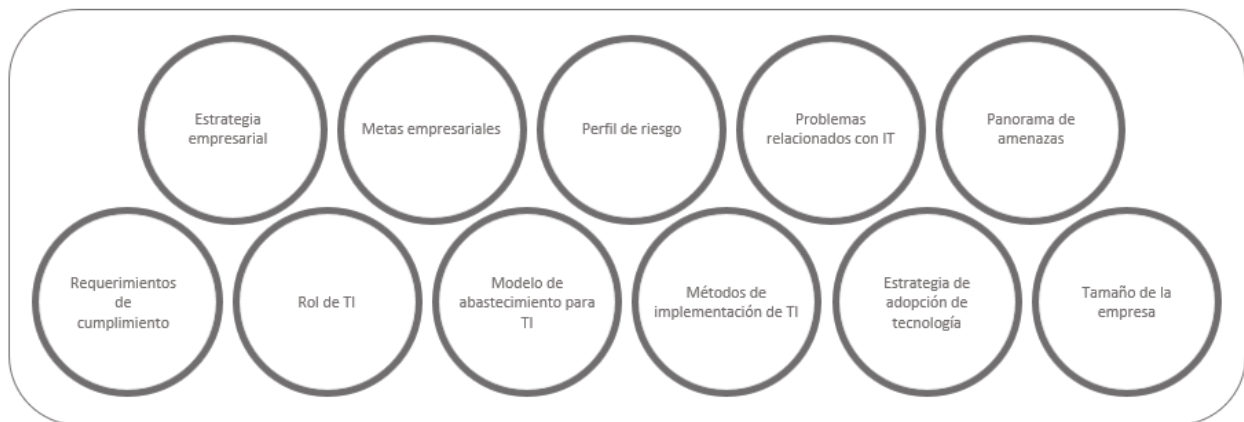 Estrategia
empresarial
Metas empresariales
Perfil de riesgo
Problemas
relacionados con IT
Panorama de
amenazas
Requerimientos
de
cumplimiento
Rol de TI
Modelo de
abastecimiento para
TI
Métodos de
implementación de TI
Estrategia de
adopción de
tecnología
Tamaño de la
empresa